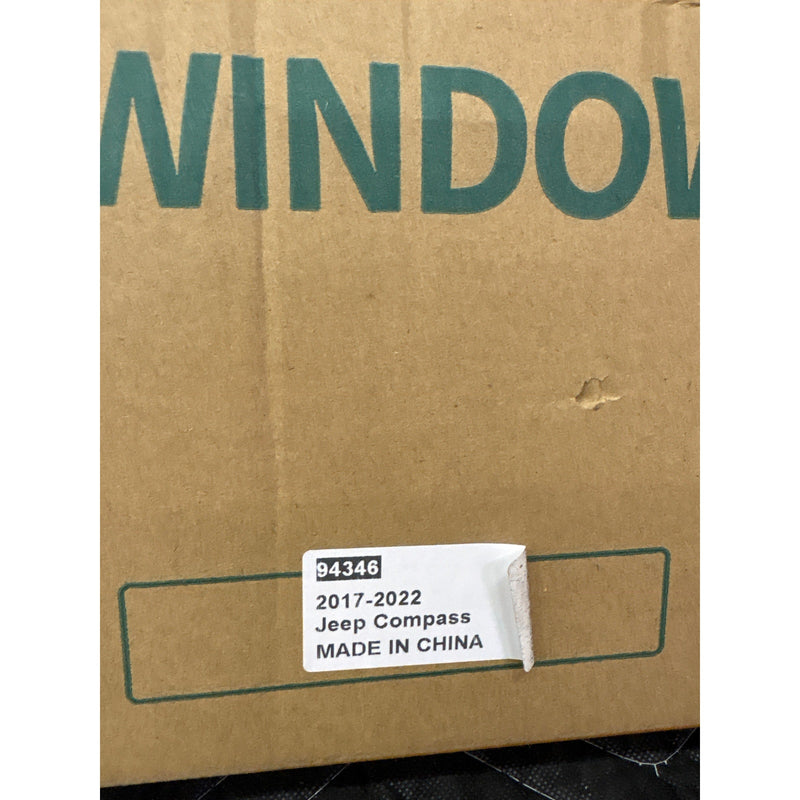 WINDOW
94346
2017-2022
Jeep Compass
MADE IN CHINA